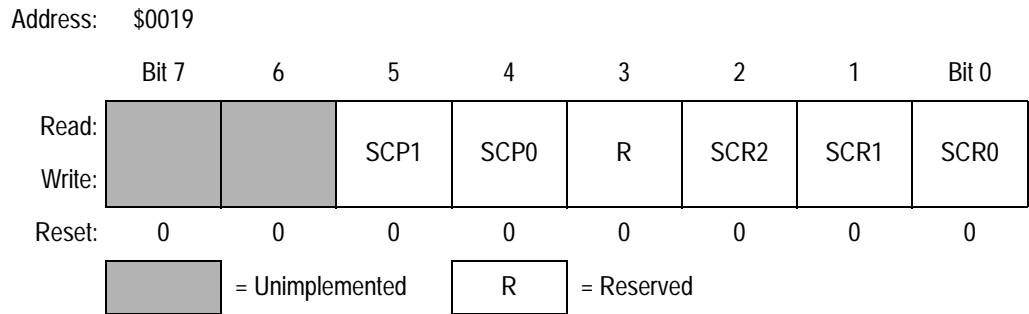 Address: $0019
Bit 7 6 5 4 3 2 1 Bit 0
Read:
SCP1 SCP0 R SCR2 SCR1 SCR0
Write:
Reset: 0 0 0 0 0 0 0 0
= Unimplemented R = Reserved